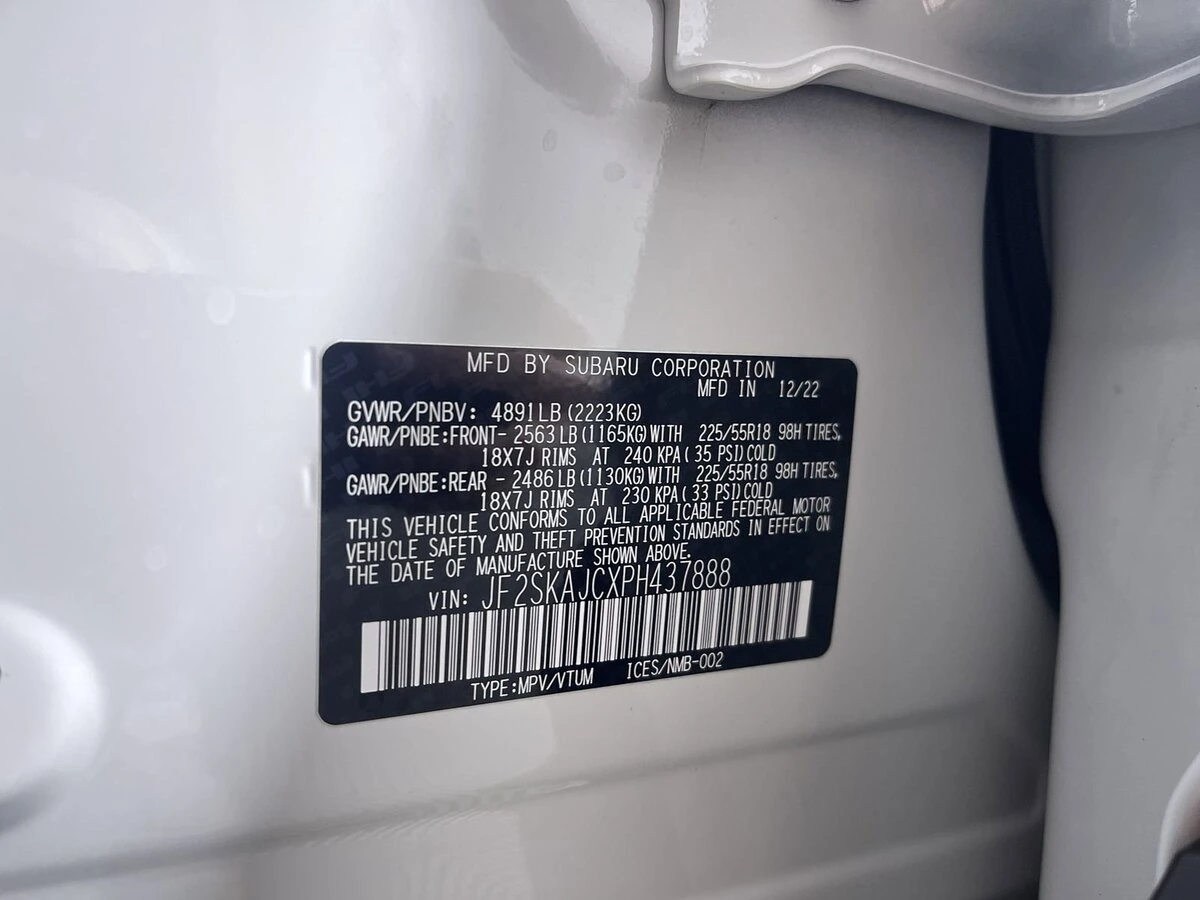 MFD BY SUBARU CORPORATION
MFD IN 12/22
GVWR/PNBV: 4891LB (2223KG)
GAWR/PNBE:FRONT- 2563LB (1165KG) WITH 225/55R18 98H TIRES,
18X7J RIMS AT 240 KPA ( 35 PSI) COLD
GAWR/PNBE:REAR - 2486LB (1130KG) WITH 225/55R18 98H TIRES,
18X7J RIMS AT 230 KPA ( 33 PSI) COLD
THIS VEHICLE CONFORMS TO ALL APPLICABLE FEDERAL MOTOR
VEHICLE SAFETY AND THEFT PREVENTION STANDARDS IN EFFECT ON
THE DATE OF MANUFACTURE SHOWN ABOVE.
VIN: JF2SKAJCXPH437888
TYPE:MPV/VTUM ICES/NMB-002